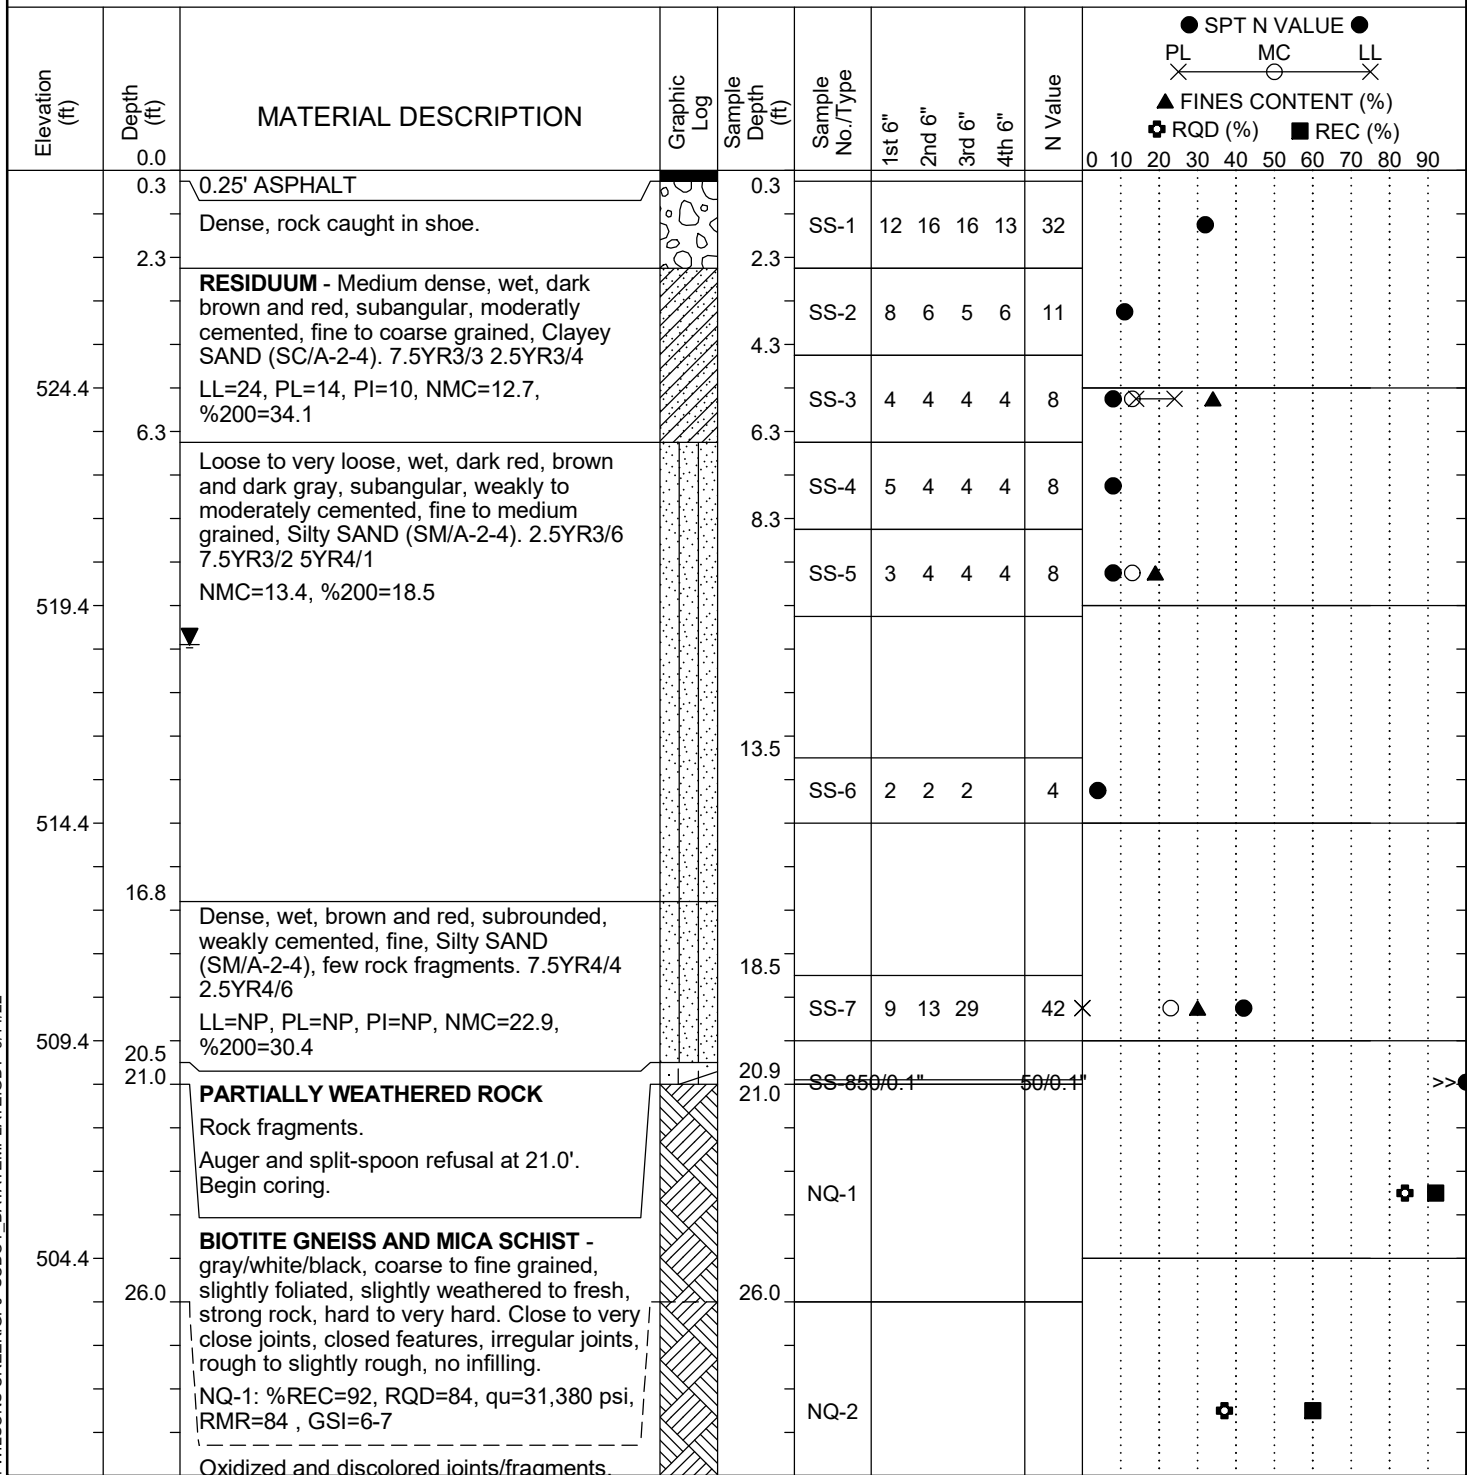 ● SPT N VALUE ●
PL MC LL
▲ FINES CONTENT (%)
RQD (%) ■ REC (%)
0 10 20 30 40 50 60 70 80 90
Elevation (ft)
Depth (ft)
0.0
MATERIAL DESCRIPTION
Graphic Log
Sample Depth (ft)
Sample No./Type
1st 6"
2nd 6"
3rd 6"
4th 6"
N Value
0.3 0.25' ASPHALT 0.3
Dense, rock caught in shoe. SS-1 12 16 16 13 32
2.3 2.3
RESIDUUM - Medium dense, wet, dark
brown and red, subangular, moderatly
cemented, fine to coarse grained, Clayey
SAND (SC/A-2-4). 7.5YR3/3 2.5YR3/4
SS-2 8 6 5 6 11
4.3
524.4 LL=24, PL=14, PI=10, NMC=12.7,
%200=34.1
SS-3 4 4 4 4 8
6.3 6.3
Loose to very loose, wet, dark red, brown
and dark gray, subangular, weakly to
moderately cemented, fine to medium
grained, Silty SAND (SM/A-2-4). 2.5YR3/6
7.5YR3/2 5YR4/1
SS-4 5 4 4 4 8
8.3
NMC=13.4, %200=18.5
SS-5 3 4 4 4 8
519.4
13.5
SS-6 2 2 2 4
514.4
16.8
Dense, wet, brown and red, subrounded,
weakly cemented, fine, Silty SAND
(SM/A-2-4), few rock fragments. 7.5YR4/4
2.5YR4/6
18.5
LL=NP, PL=NP, PI=NP, NMC=22.9,
%200=30.4
SS-7 9 13 29 42
509.4
20.5 20.9
21.0 21.0
SS-8 50/0.1" 50/0.1" >>
PARTIALLY WEATHERED ROCK
Rock fragments.
Auger and split-spoon refusal at 21.0'.
Begin coring.
NQ-1
BIOTITE GNEISS AND MICA SCHIST -
504.4 gray/white/black, coarse to fine grained,
slightly foliated, slightly weathered to fresh,
26.0 strong rock, hard to very hard. Close to very 26.0
close joints, closed features, irregular joints,
rough to slightly rough, no infilling.
NQ-1: %REC=92, RQD=84, qu=31,380 psi,
RMR=84 , GSI=6-7
NQ-2
Oxidized and discolored joints/fragments.